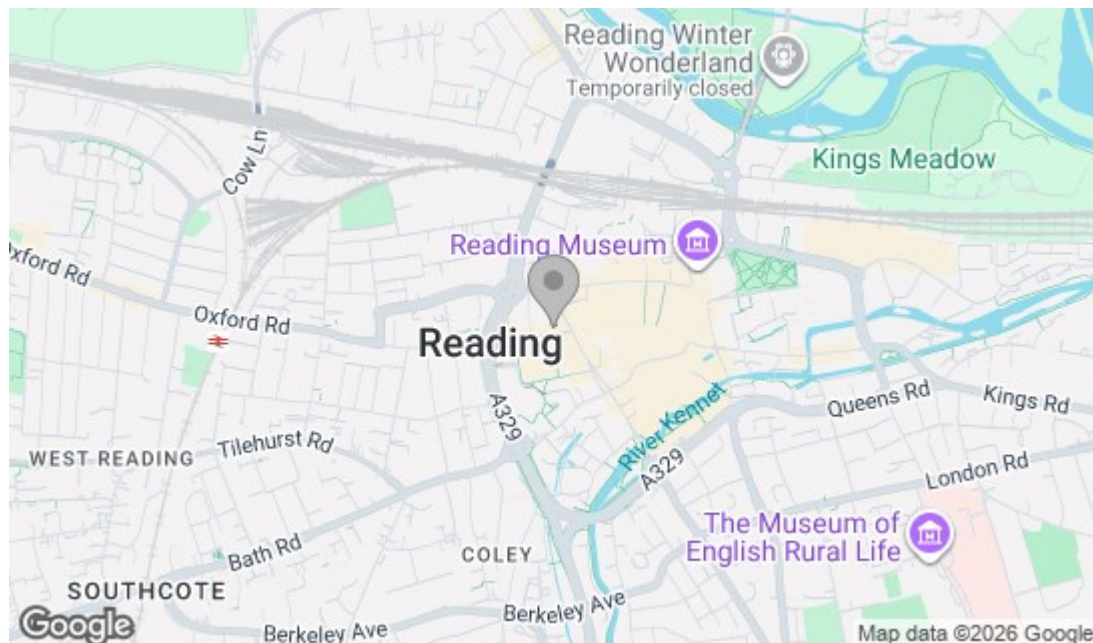 Reading Winter
Wonderland
Temporarily closed
Cow Ln
Kings Meadow
Reading Museum
Oxford Rd
Oxford Rd
Reading
A329
River Kennet
Queens Rd
Kings Rd
A329
WEST READING
Tilehurst Rd
London Rd
The Museum of
English Rural Life
Bath Rd
COLEY
SOUTHCOTE
Berkeley Ave
Berkeley Ave
Google
Map data ©2026 Google